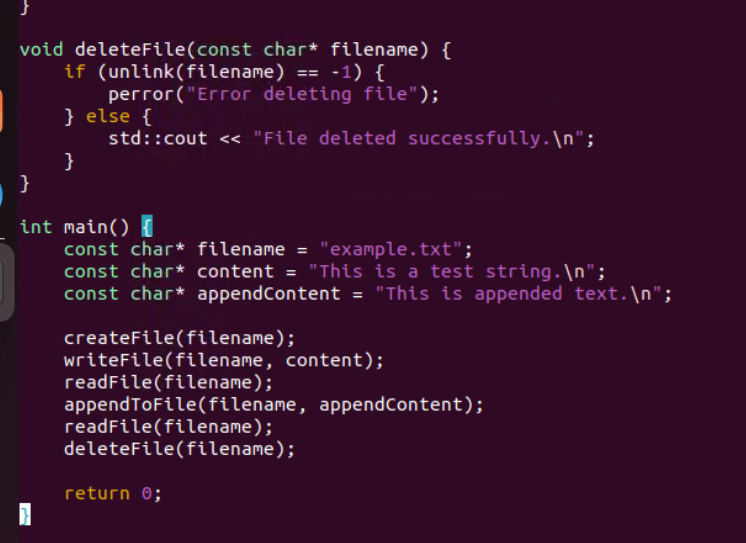 }
void deleteFile(const char* filename) {
    if (unlink(filename) == -1) {
        perror("Error deleting file");
    } else {
        std::cout << "File deleted successfully.\n";
    }
}
int main() {
    const char* filename = "example.txt";
    const char* content = "This is a test string.\n";
    const char* appendContent = "This is appended text.\n";
    createFile(filename);
    writeFile(filename, content);
    readFile(filename);
    appendToFile(filename, appendContent);
    readFile(filename);
    deleteFile(filename);
    return 0;
}